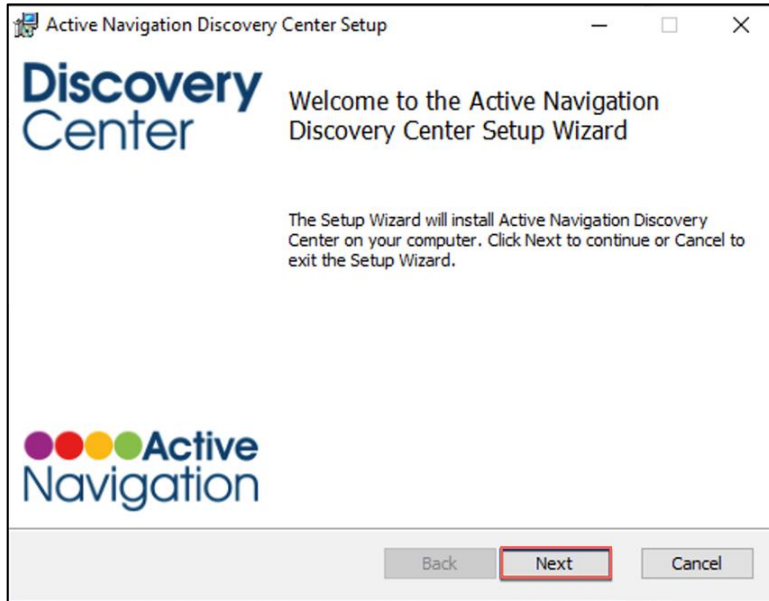 Active Navigation Discovery Center Setup
Discovery
Center
Welcome to the Active Navigation
Discovery Center Setup Wizard
The Setup Wizard will install Active Navigation Discovery
Center on your computer. Click Next to continue or Cancel to
exit the Setup Wizard.
Active
Navigation
Back Next Cancel